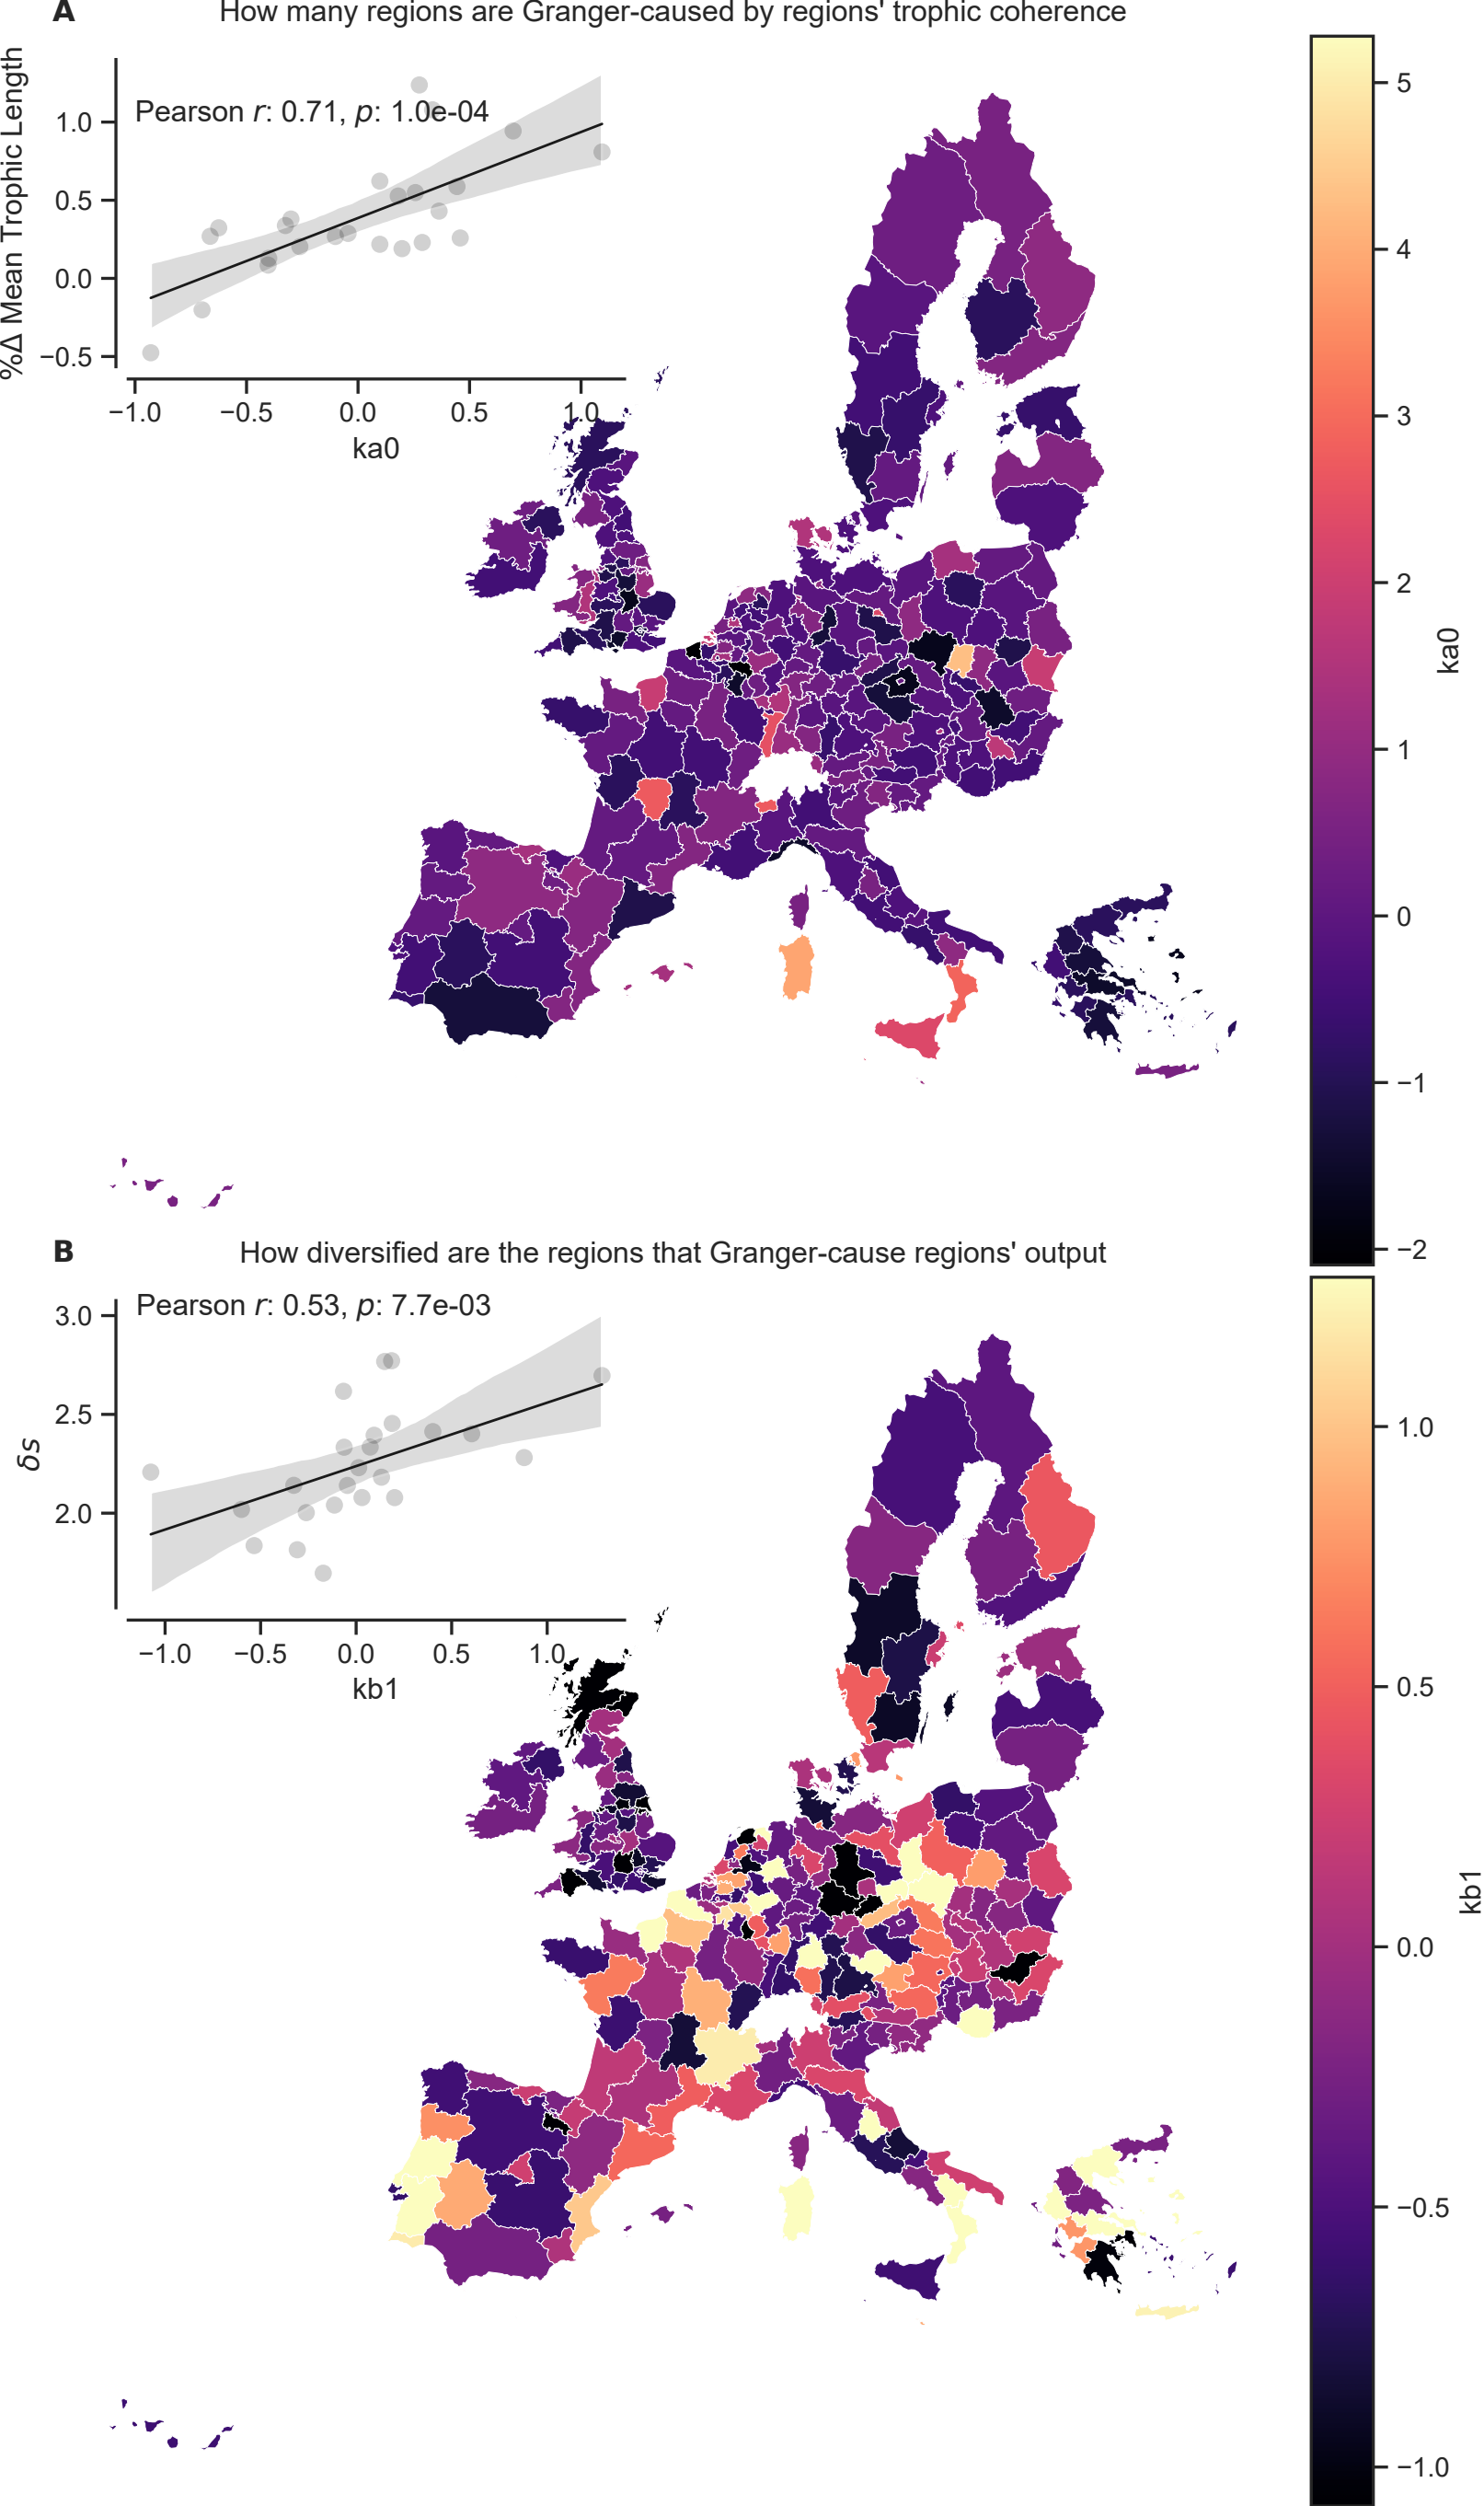 A How many regions are Granger-caused by regions' trophic coherence
Pearson r: 0.71, p: 1.0e-04
%Δ Mean Trophic Length
1.0
0.5
0.0
−0.5
−1.0 −0.5 0.0 0.5 1.0
ka0
5
4
3
2
1
0
−1
−2
ka0
B How diversified are the regions that Granger-cause regions' output
Pearson r: 0.53, p: 7.7e-03
δs
3.0
2.5
2.0
−1.0 −0.5 0.0 0.5 1.0
kb1
1.0
0.5
0.0
−0.5
−1.0
kb1